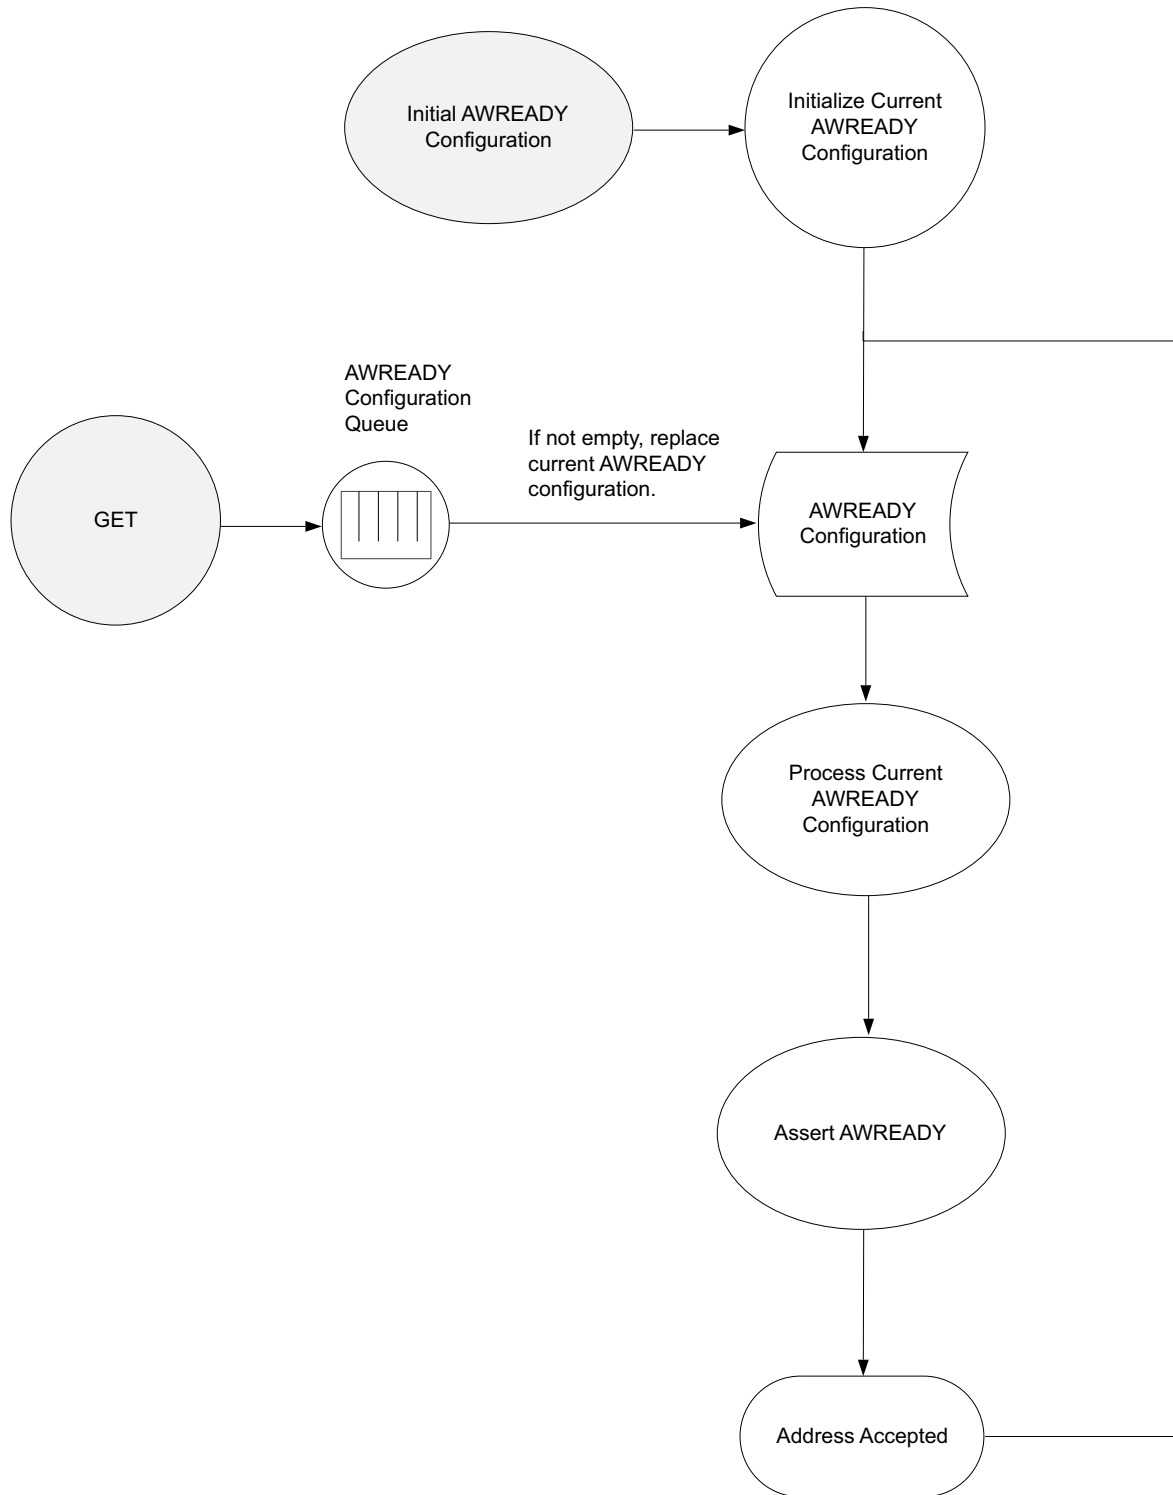 Initial AWREADY
Configuration
Initialize Current
AWREADY
Configuration
AWREADY
Configuration
Queue
If not empty, replace
current AWREADY
configuration.
GET
AWREADY
Configuration
Process Current
AWREADY
Configuration
Assert AWREADY
Address Accepted